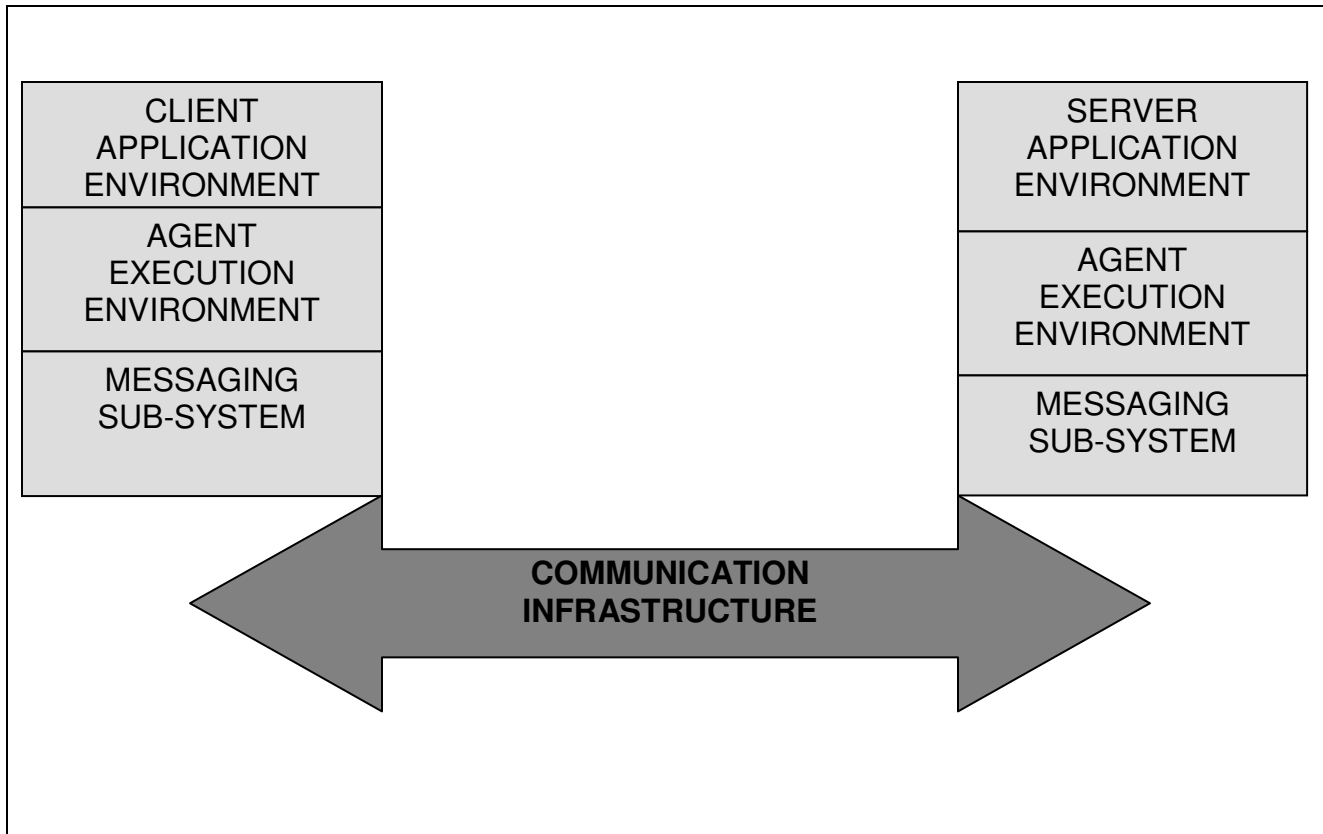 CLIENT
APPLICATION
ENVIRONMENT
AGENT
EXECUTION
ENVIRONMENT
MESSAGING
SUB-SYSTEM
SERVER
APPLICATION
ENVIRONMENT
AGENT
EXECUTION
ENVIRONMENT
MESSAGING
SUB-SYSTEM
COMMUNICATION
INFRASTRUCTURE